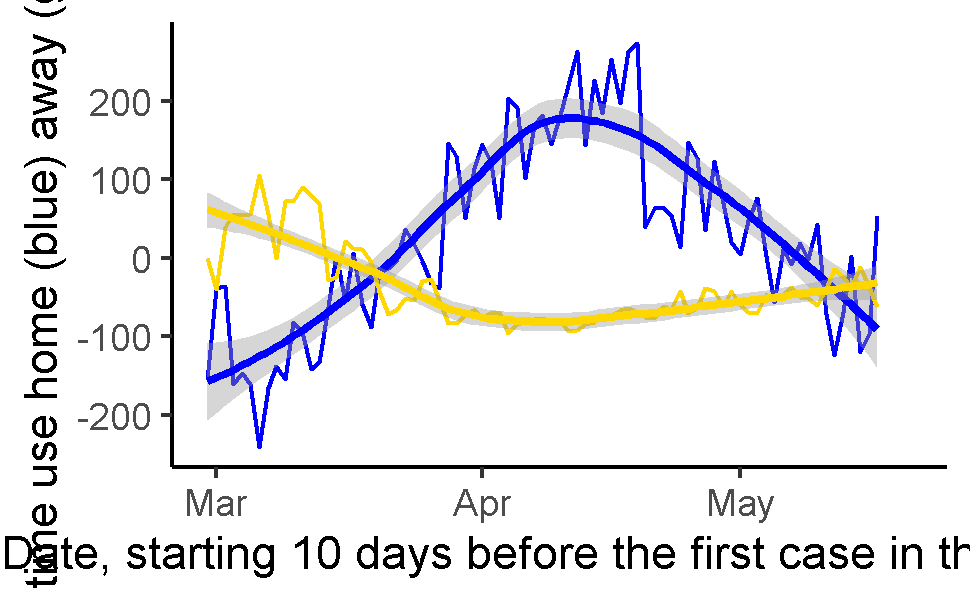 time use home (blue) away (
200
100
0
-100
-200
Mar Apr May
Date, starting 10 days before the first case in th